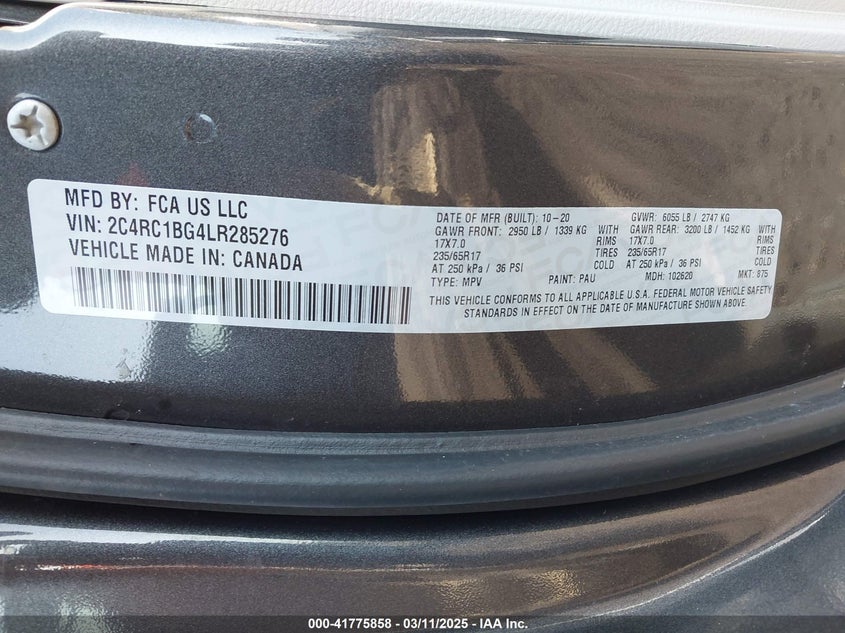 MFD BY: FCA US LLC
VIN: 2C4RC1BG4LR285276
VEHICLE MADE IN: CANADA
DATE OF MFR (BUILT): 10-20 GVWR: 6055 LB / 2747 KG
GAWR FRONT: 2950 LB / 1339 KG GAWR REAR: 3200 LB / 1452 KG
17X7.0 RIMS 17X7.0 RIMS
235/65R17 TIRES 235/65R17 TIRES
AT 250 kPa / 36 PSI COLD AT 250 kPa / 36 PSI COLD
TYPE: MPV PAINT: PAU MDH: 102620 MKT: 875
THIS VEHICLE CONFORMS TO ALL APPLICABLE U.S.A. FEDERAL MOTOR VEHICLE SAFETY
STANDARDS IN EFFECT ON THE DATE OF MANUFACTURE SHOWN ABOVE.
000-41775858 - 03/11/2025 - IAA Inc.